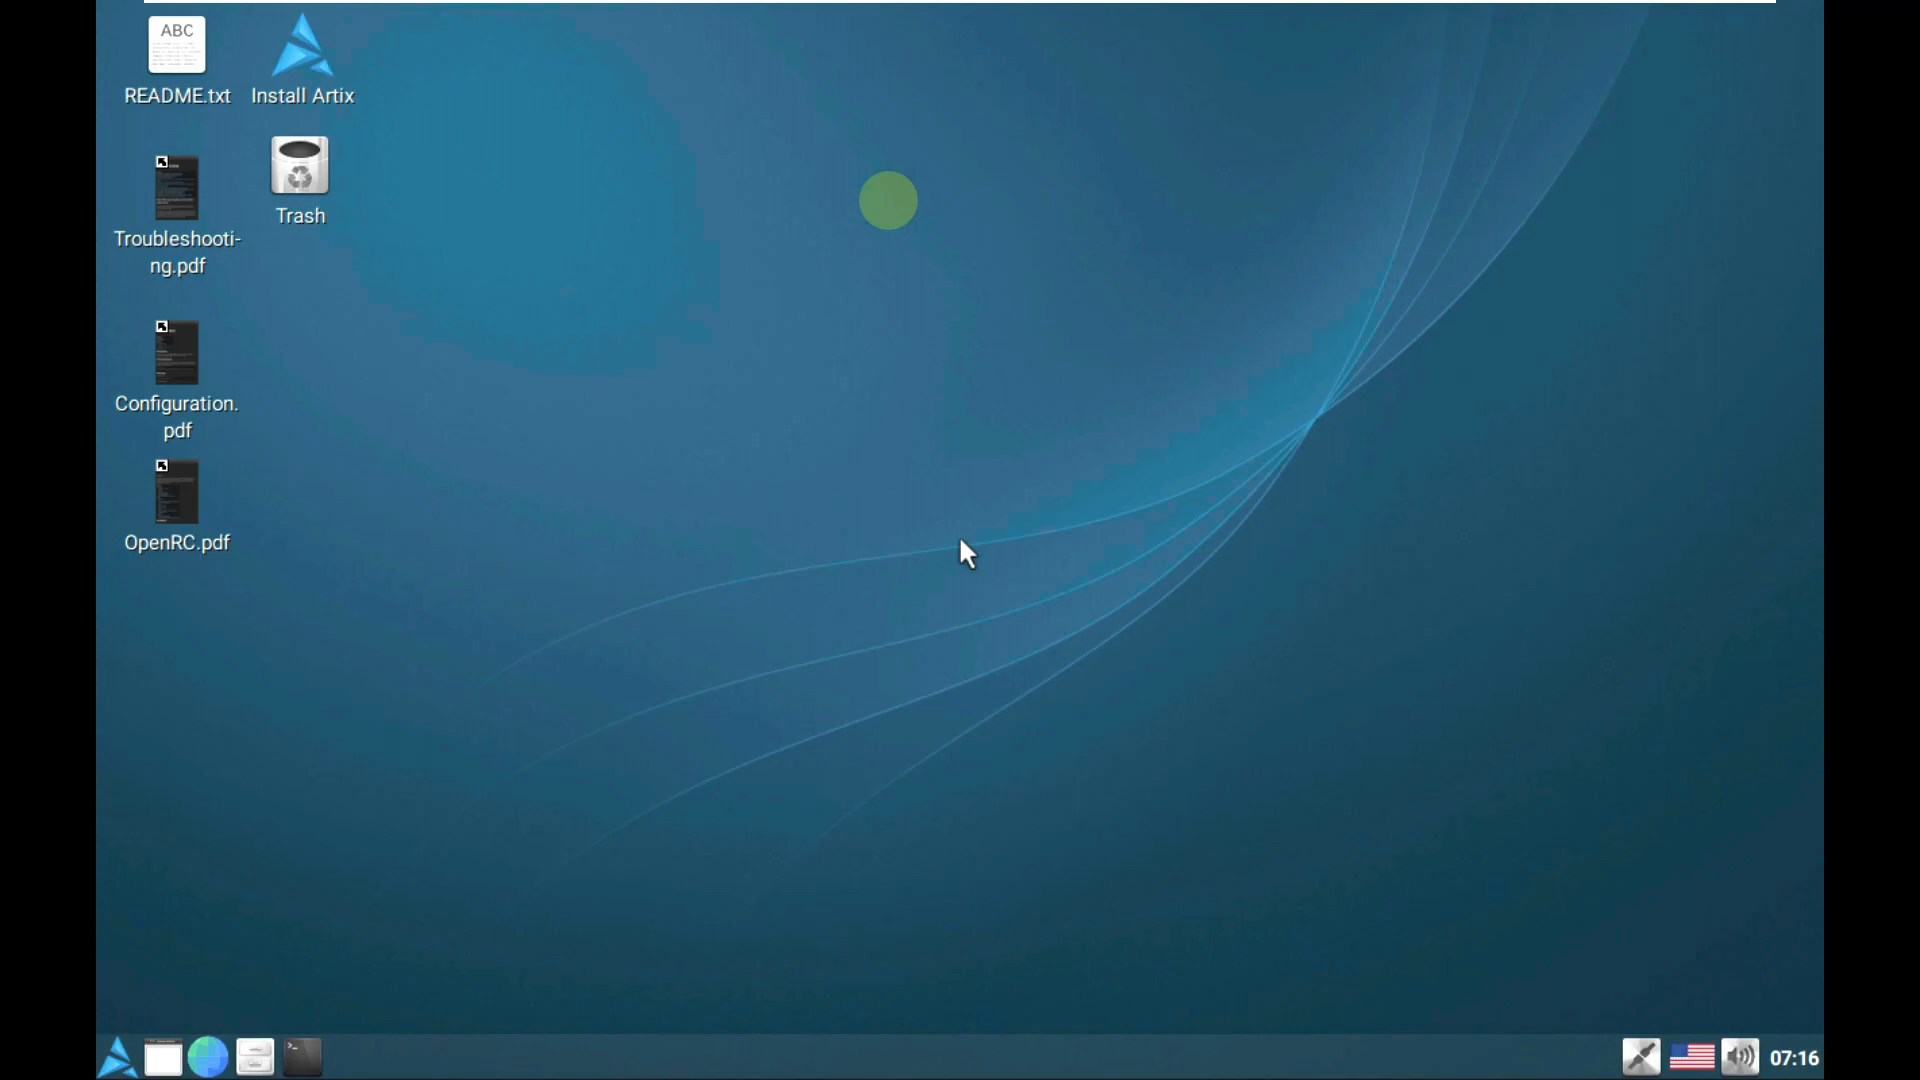 ABC
README.txt
Install Artix
Trash
Troubleshooti-
ng.pdf
Configuration.
pdf
OpenRC.pdf
>_
07:16